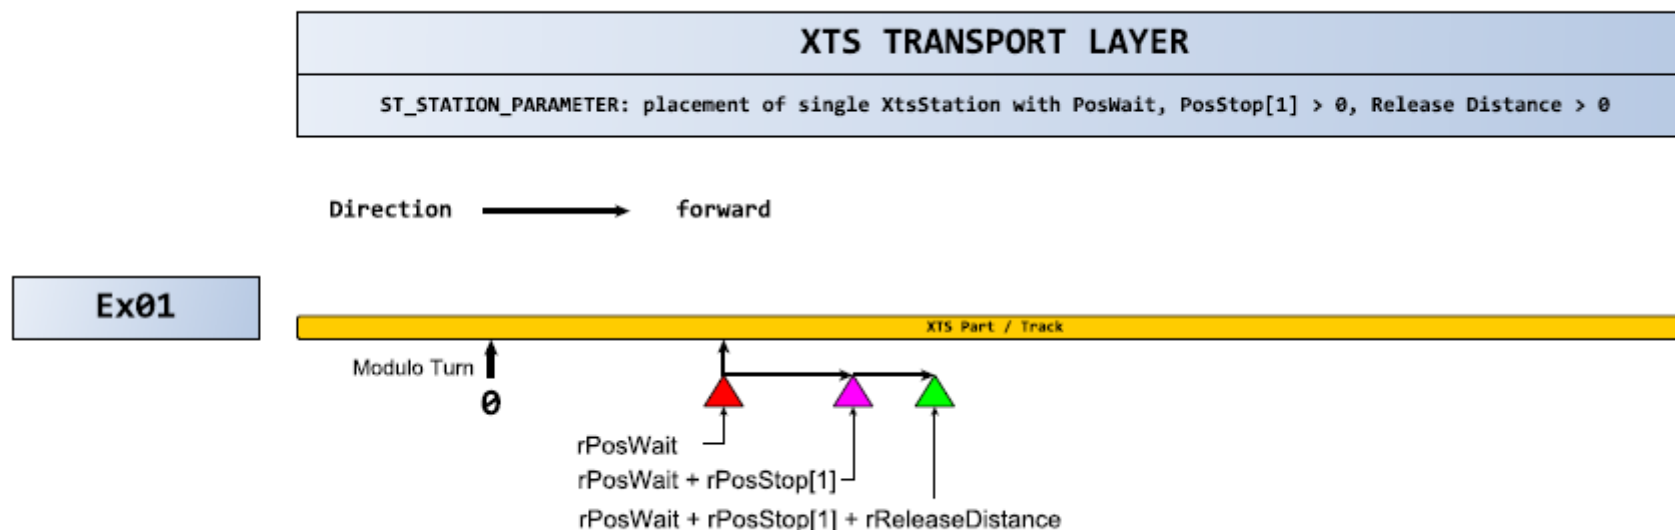 XTS TRANSPORT LAYER
ST_STATION_PARAMETER: placement of single XtsStation with PosWait, PosStop[1] > 0, Release Distance > 0
Direction forward
Ex01
XTS Part / Track
Modulo Turn
0
rPosWait
rPosWait + rPosStop[1]
rPosWait + rPosStop[1] + rReleaseDistance